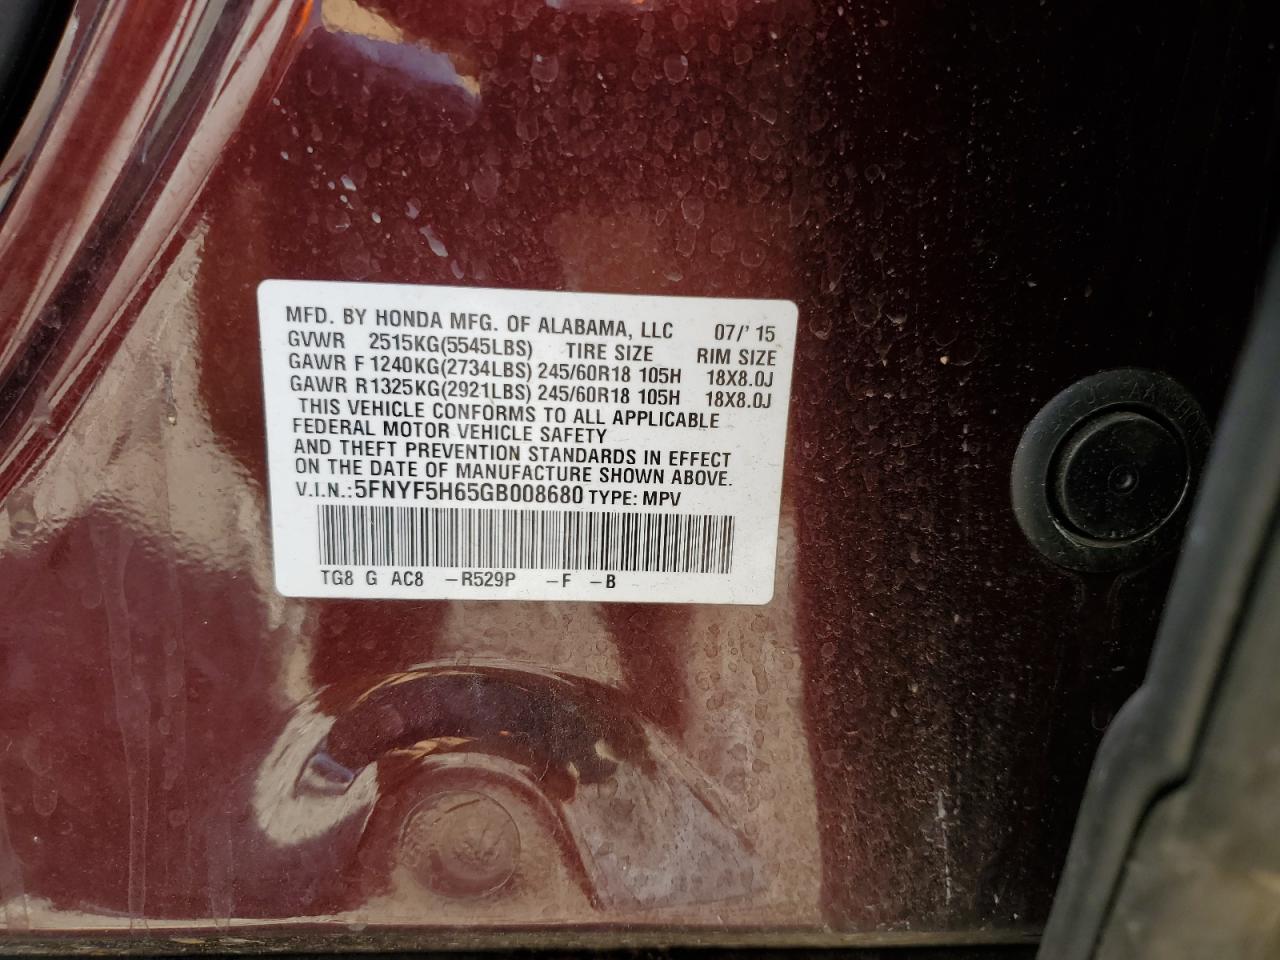 MFD. BY HONDA MFG. OF ALABAMA, LLC 07/' 15
GVWR 2515KG(5545LBS) TIRE SIZE RIM SIZE
GAWR F 1240KG(2734LBS) 245/60R18 105H 18X8.0J
GAWR R1325KG(2921LBS) 245/60R18 105H 18X8.0J
THIS VEHICLE CONFORMS TO ALL APPLICABLE
FEDERAL MOTOR VEHICLE SAFETY
AND THEFT PREVENTION STANDARDS IN EFFECT
ON THE DATE OF MANUFACTURE SHOWN ABOVE.
V.I.N.:5FNYF5H65GB008680 TYPE: MPV
TG8 G AC8 -R529P -F -B